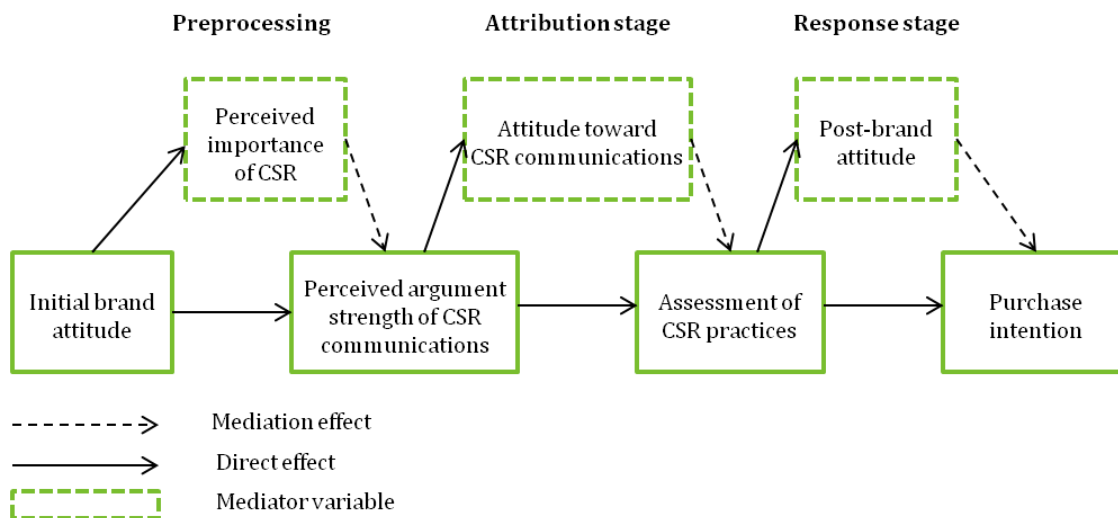 Preprocessing
Attribution stage
Response stage
Perceived
importance
of CSR
Attitude toward
CSR communications
Post-brand
attitude
Initial brand
attitude
Perceived argument
strength of CSR
communications
Assessment of
CSR practices
Purchase
intention
Mediation effect
Direct effect
Mediator variable